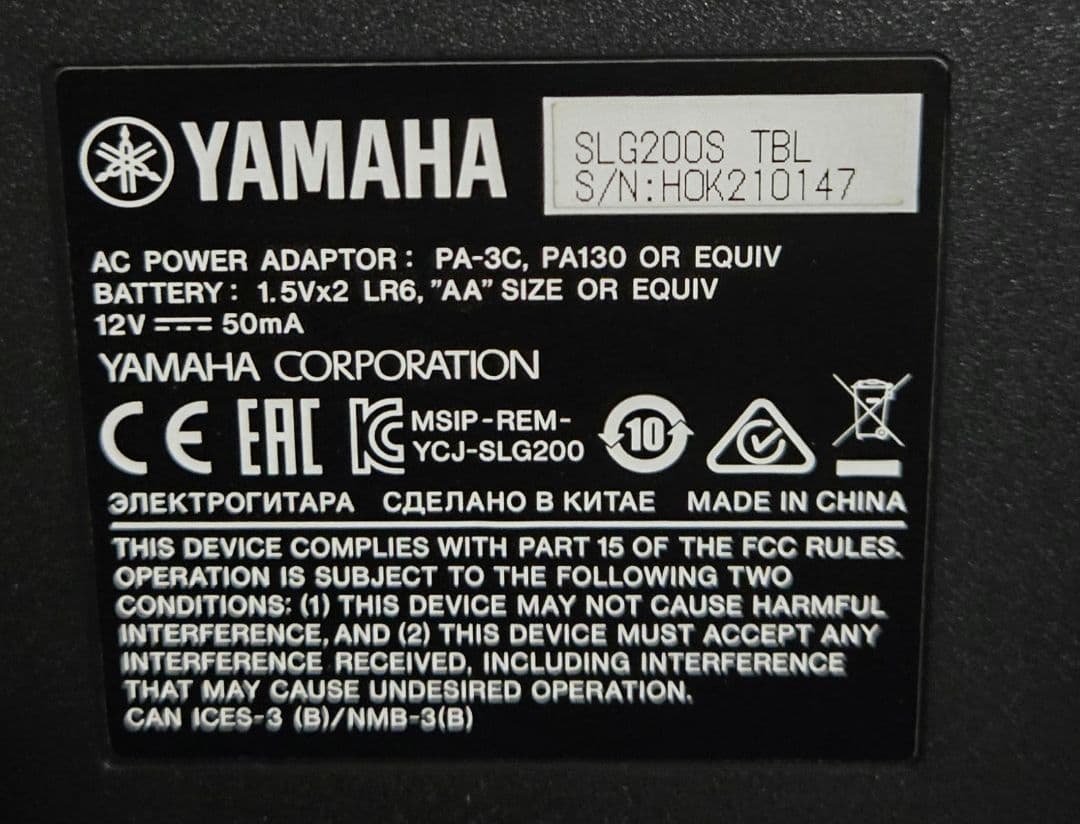 YAMAHA
SLG200S TBL
S/N:HOK210147
AC POWER ADAPTOR: PA-3C, PA130 OR EQUIV
BATTERY: 1.5Vx2 LR6, "AA" SIZE OR EQUIV
12V ⎓ 50mA
YAMAHA CORPORATION
CE EAC KC MSIP-REM-
YCJ-SLG200
10
ЭЛЕКТРОГИТАРА СДЕЛАНО В КИТАЕ MADE IN CHINA
THIS DEVICE COMPLIES WITH PART 15 OF THE FCC RULES.
OPERATION IS SUBJECT TO THE FOLLOWING TWO
CONDITIONS: (1) THIS DEVICE MAY NOT CAUSE HARMFUL
INTERFERENCE, AND (2) THIS DEVICE MUST ACCEPT ANY
INTERFERENCE RECEIVED, INCLUDING INTERFERENCE
THAT MAY CAUSE UNDESIRED OPERATION.
CAN ICES-3 (B)/NMB-3(B)